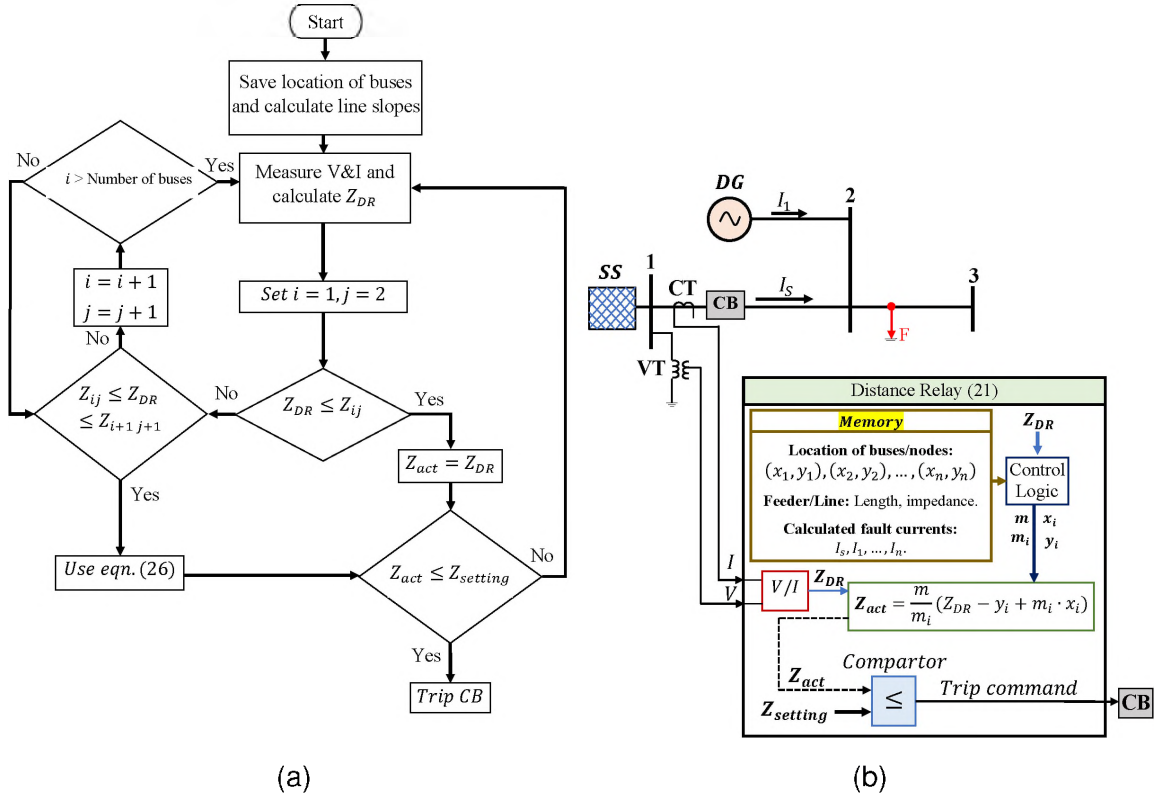 Start
Save location of buses
and calculate line slopes
No
Yes
i > Number of buses
Measure V&I and
calculate Z_DR
i = i + 1
j = j + 1
Set i = 1, j = 2
No
Z_ij ≤ Z_DR
≤ Z_i+1 j+1
No
Z_DR ≤ Z_ij
Yes
Z_act = Z_DR
Yes
Use eqn. (26)
Z_act ≤ Z_setting
No
Yes
Trip CB
(a)
DG
I_1
2
SS
1
CT
CB
I_S
3
F
VT
Distance Relay (21)
Memory
Location of buses/nodes:
(x_1, y_1), (x_2, y_2), ..., (x_n, y_n)
Feeder/Line: Length, impedance.
Calculated fault currents:
I_s, I_1, ..., I_n.
Z_DR
Control
Logic
m x_i
m_i y_i
I
V
V/I
Z_DR
Z_act = m/m_i (Z_DR − y_i + m_i · x_i)
Compartor
Z_act
≤
Trip command
Z_setting
CB
(b)